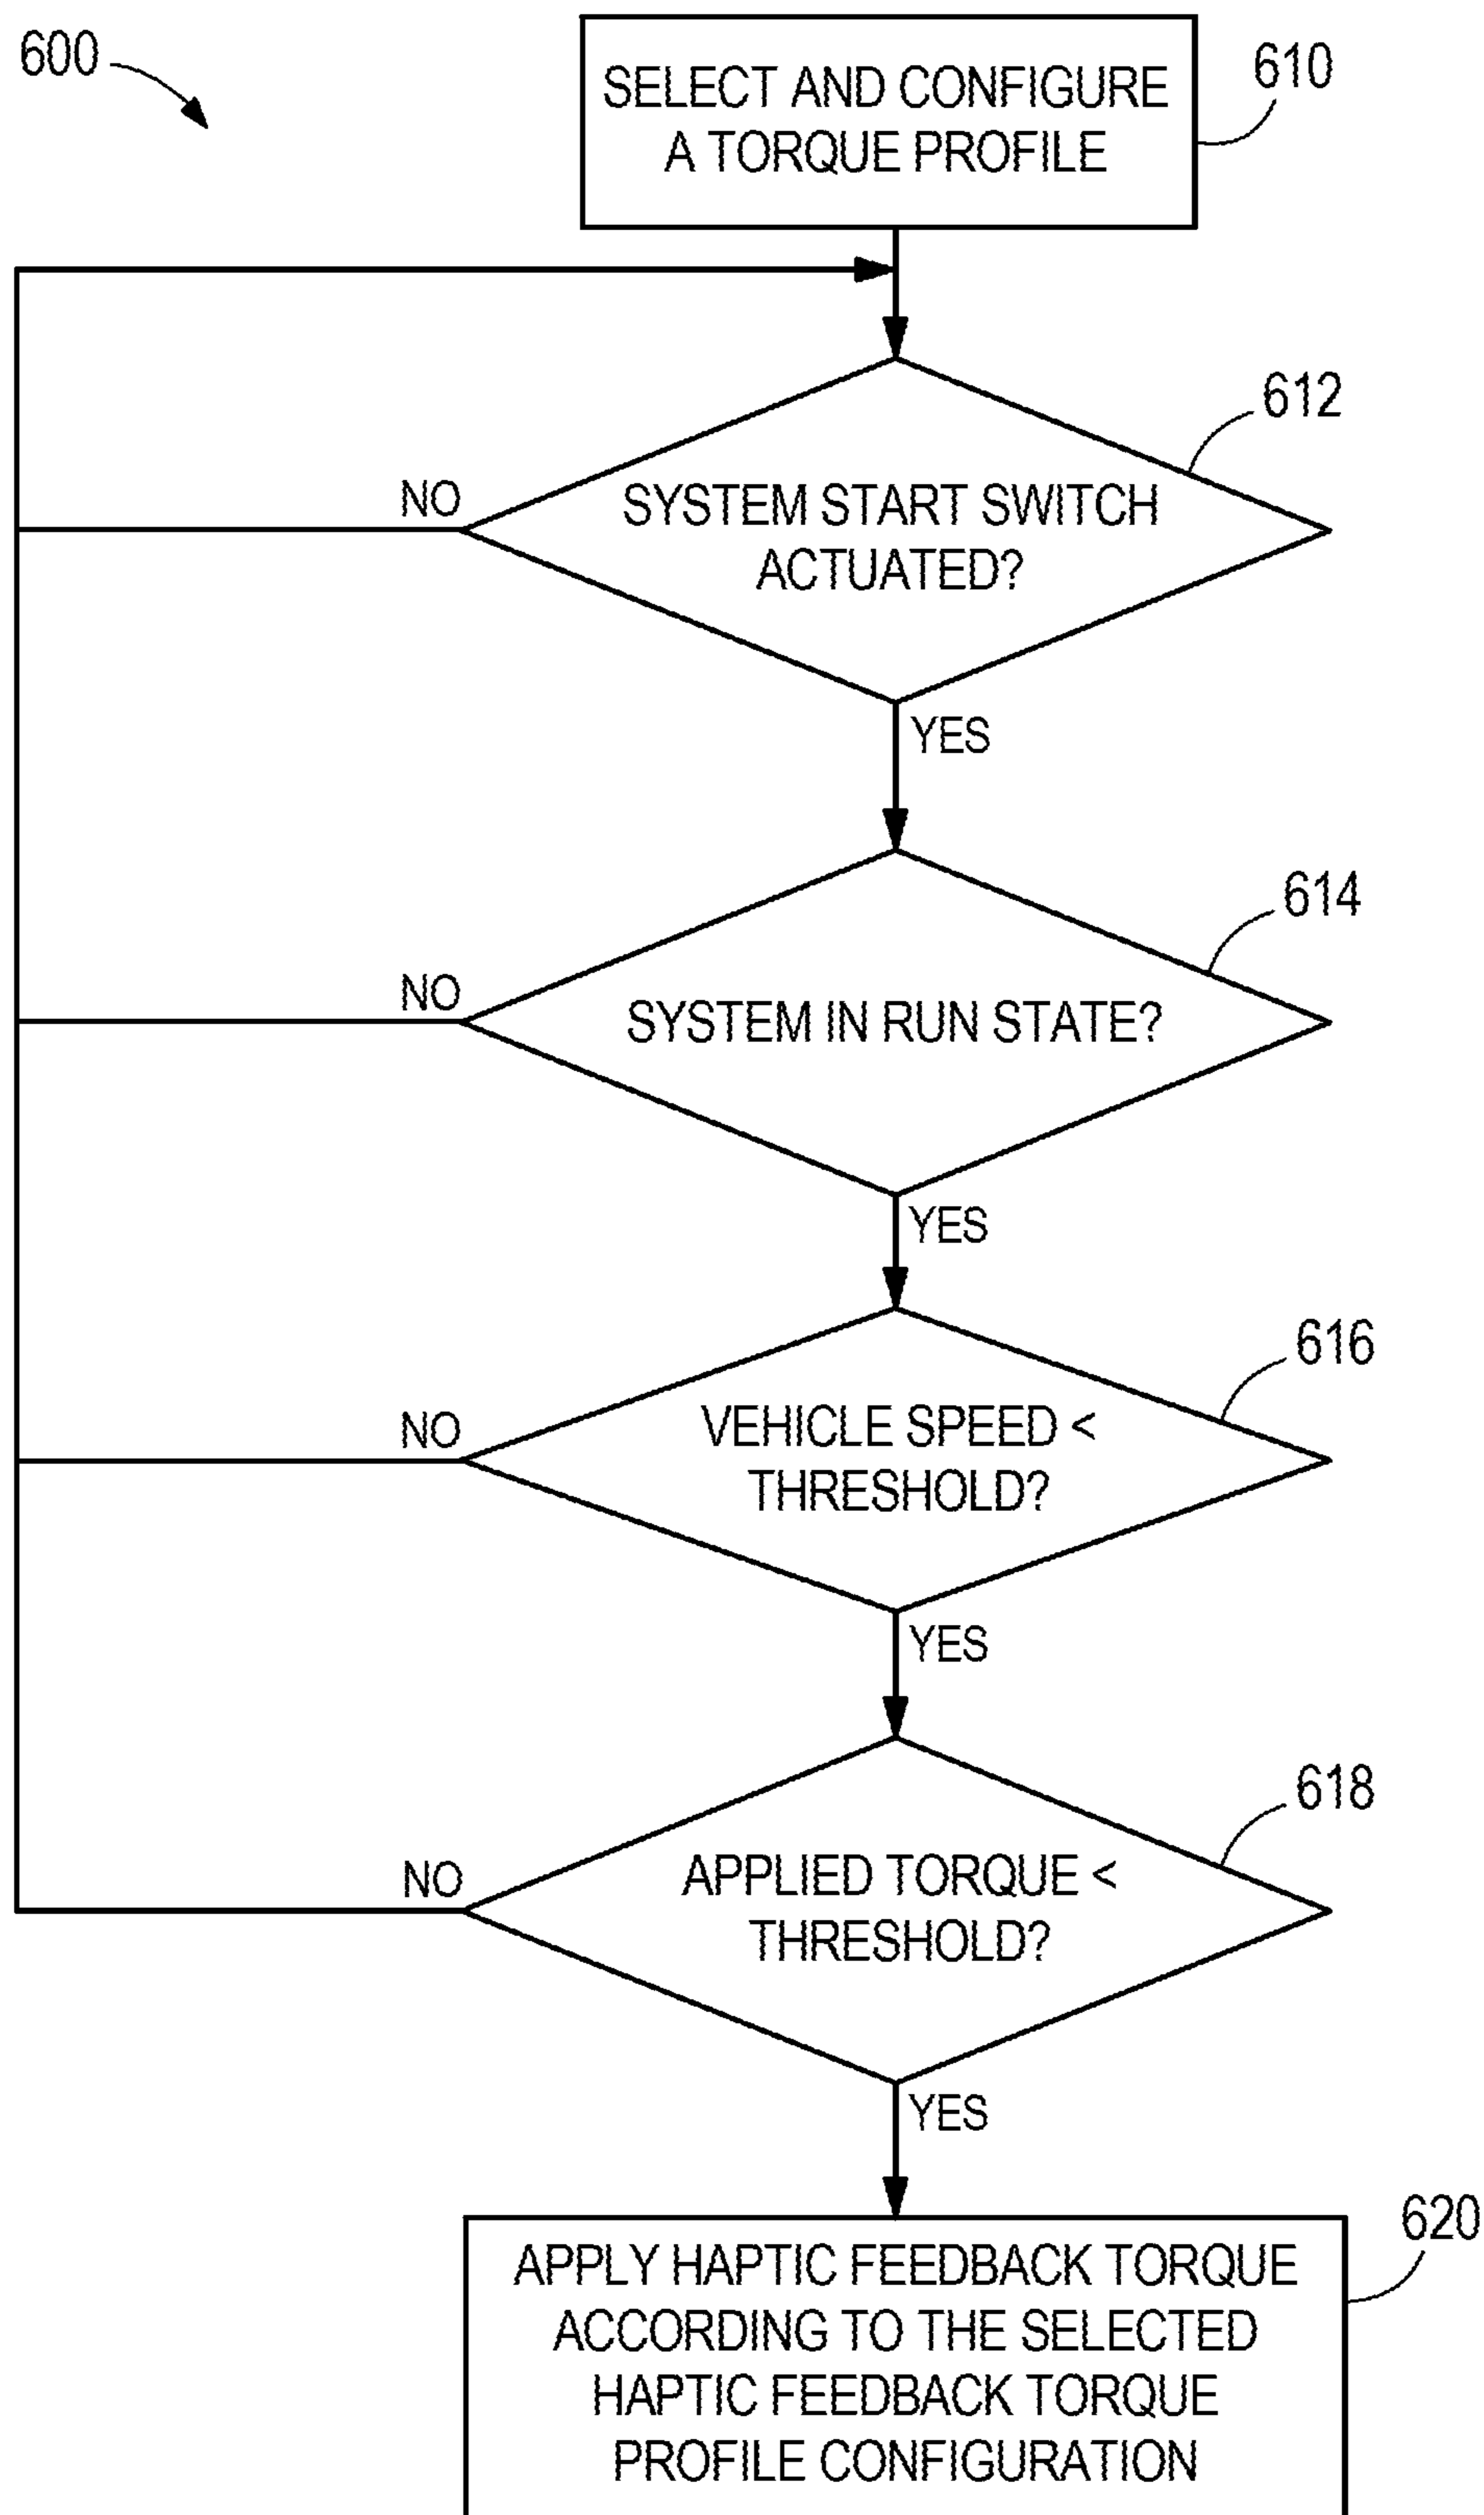 600
SELECT AND CONFIGURE
A TORQUE PROFILE
610
612
SYSTEM START SWITCH
ACTUATED?
NO
YES
614
SYSTEM IN RUN STATE?
NO
YES
616
VEHICLE SPEED <
THRESHOLD?
NO
YES
618
APPLIED TORQUE <
THRESHOLD?
NO
YES
620
APPLY HAPTIC FEEDBACK TORQUE
ACCORDING TO THE SELECTED
HAPTIC FEEDBACK TORQUE
PROFILE CONFIGURATION